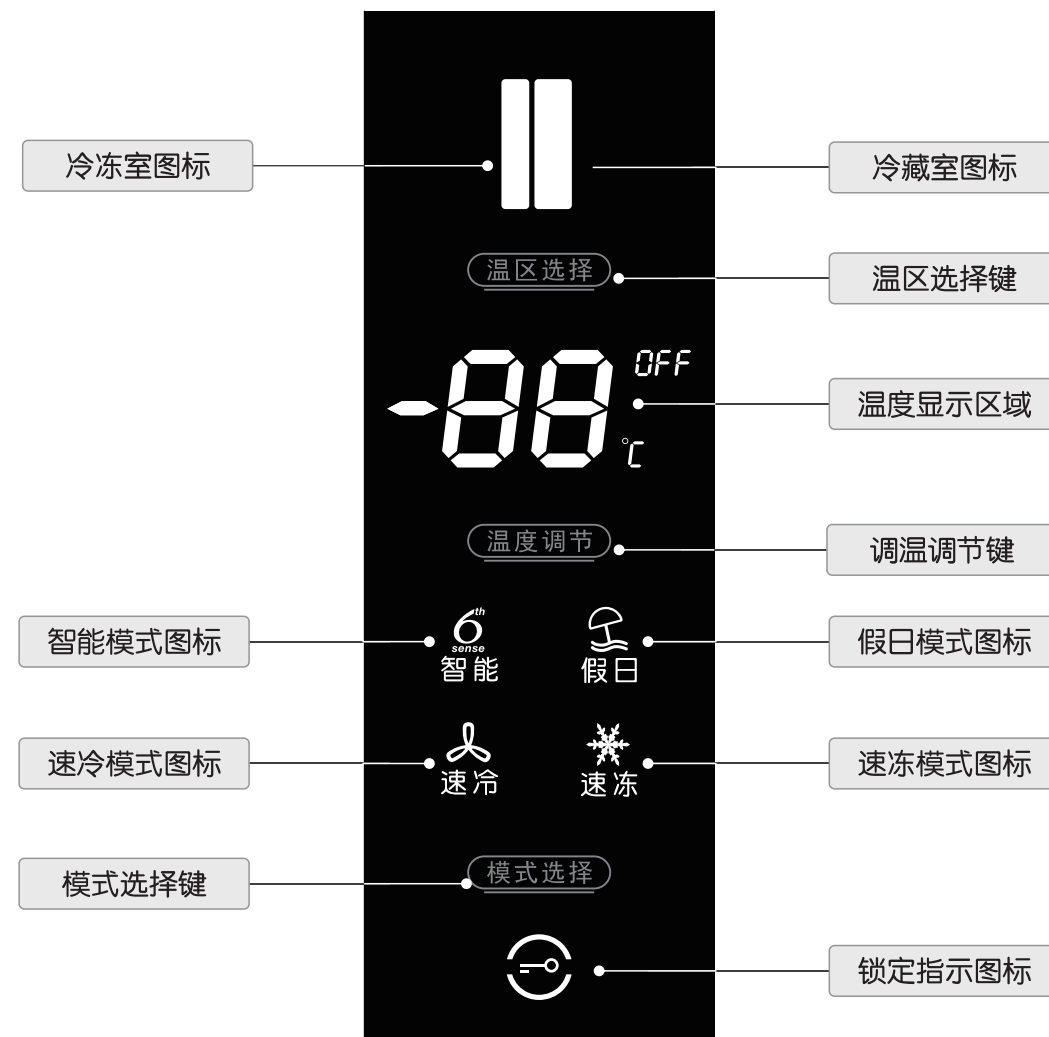 冷冻室图标
冷藏室图标
温区选择
温区选择键
-88
OFF
°C
温度显示区域
温度调节
调温调节键
智能模式图标
6th
sense
智能
假日
假日模式图标
速冷模式图标
速冷
速冻
速冻模式图标
模式选择键
模式选择
锁定指示图标